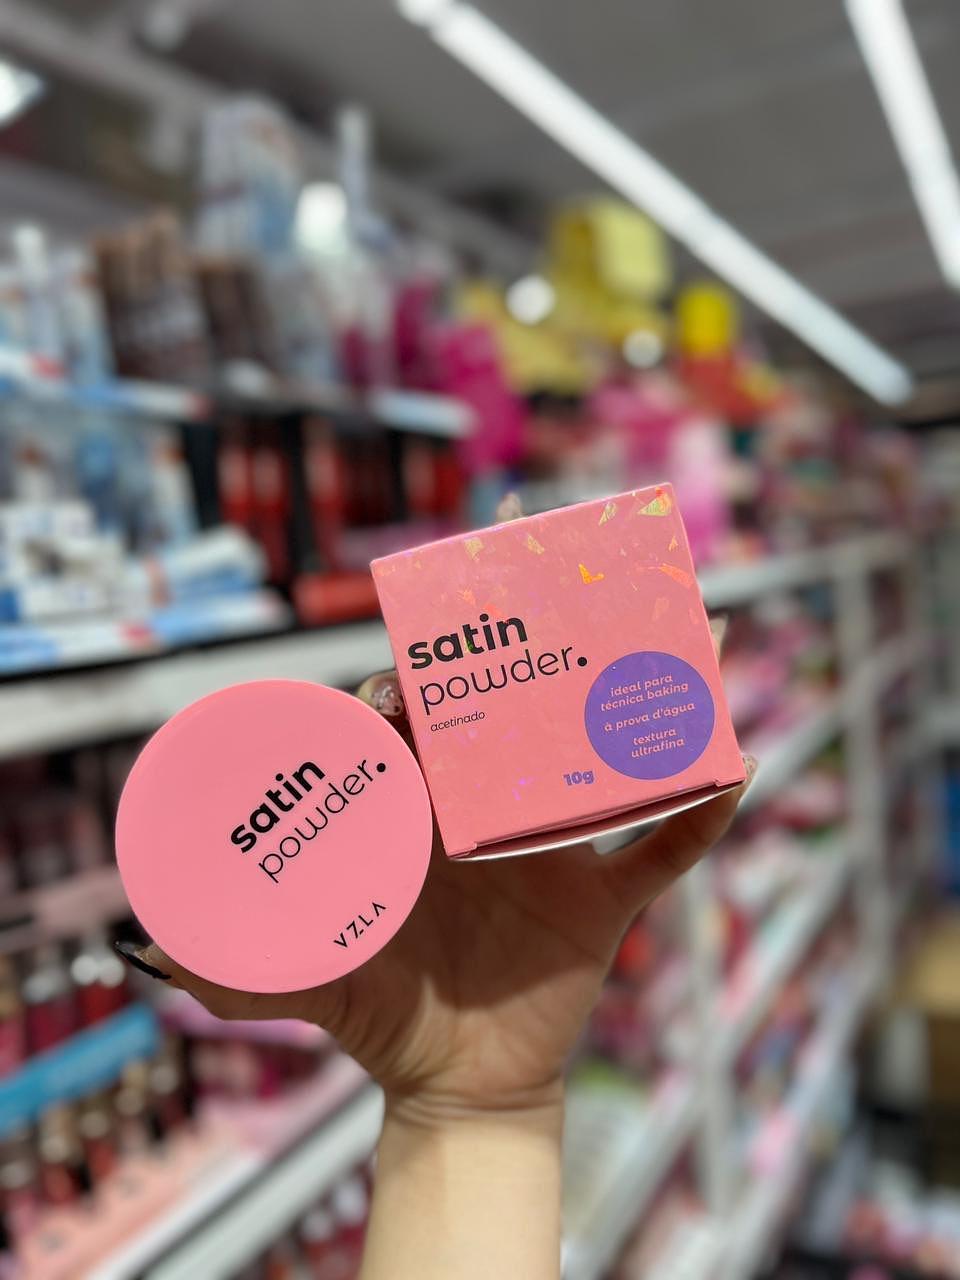 satin
powder.
acetinado
ideal para
técnica baking
à prova d'água
textura
ultrafina
10g
satin
powder.
VZLA